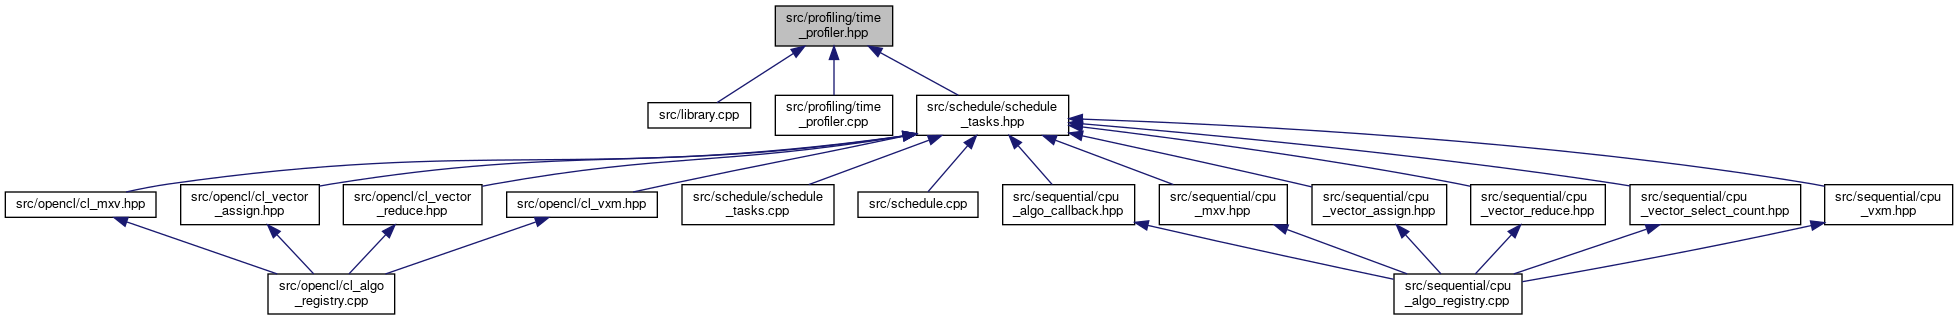 src/profiling/time
_profiler.hpp
src/library.cpp
src/profiling/time
_profiler.cpp
src/schedule/schedule
_tasks.hpp
src/opencl/cl_mxv.hpp
src/opencl/cl_vector
_assign.hpp
src/opencl/cl_vector
_reduce.hpp
src/opencl/cl_vxm.hpp
src/schedule/schedule
_tasks.cpp
src/schedule.cpp
src/sequential/cpu
_algo_callback.hpp
src/sequential/cpu
_mxv.hpp
src/sequential/cpu
_vector_assign.hpp
src/sequential/cpu
_vector_reduce.hpp
src/sequential/cpu
_vector_select_count.hpp
src/sequential/cpu
_vxm.hpp
src/opencl/cl_algo
_registry.cpp
src/sequential/cpu
_algo_registry.cpp